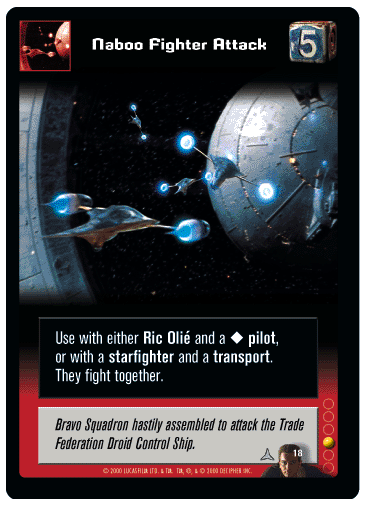 Naboo Fighter Attack
5
Use with either Ric Olié and a ◆ pilot,
or with a starfighter and a transport.
They fight together.
Bravo Squadron hastily assembled to attack the Trade
Federation Droid Control Ship.
18
© 2000 LUCASFILM LTD. & TM. TM, ®, & © 2000 DECIPHER INC.